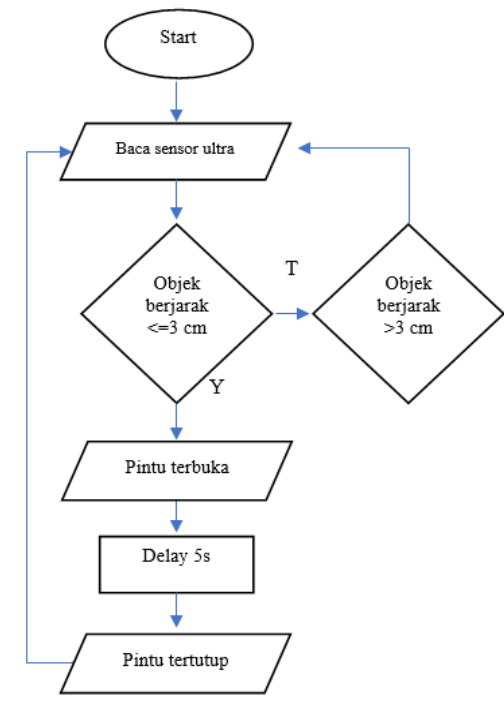 Start
Baca sensor ultra
Objek
berjarak
<=3 cm
T
Objek
berjarak
>3 cm
Y
Pintu terbuka
Delay 5s
Pintu tertutup